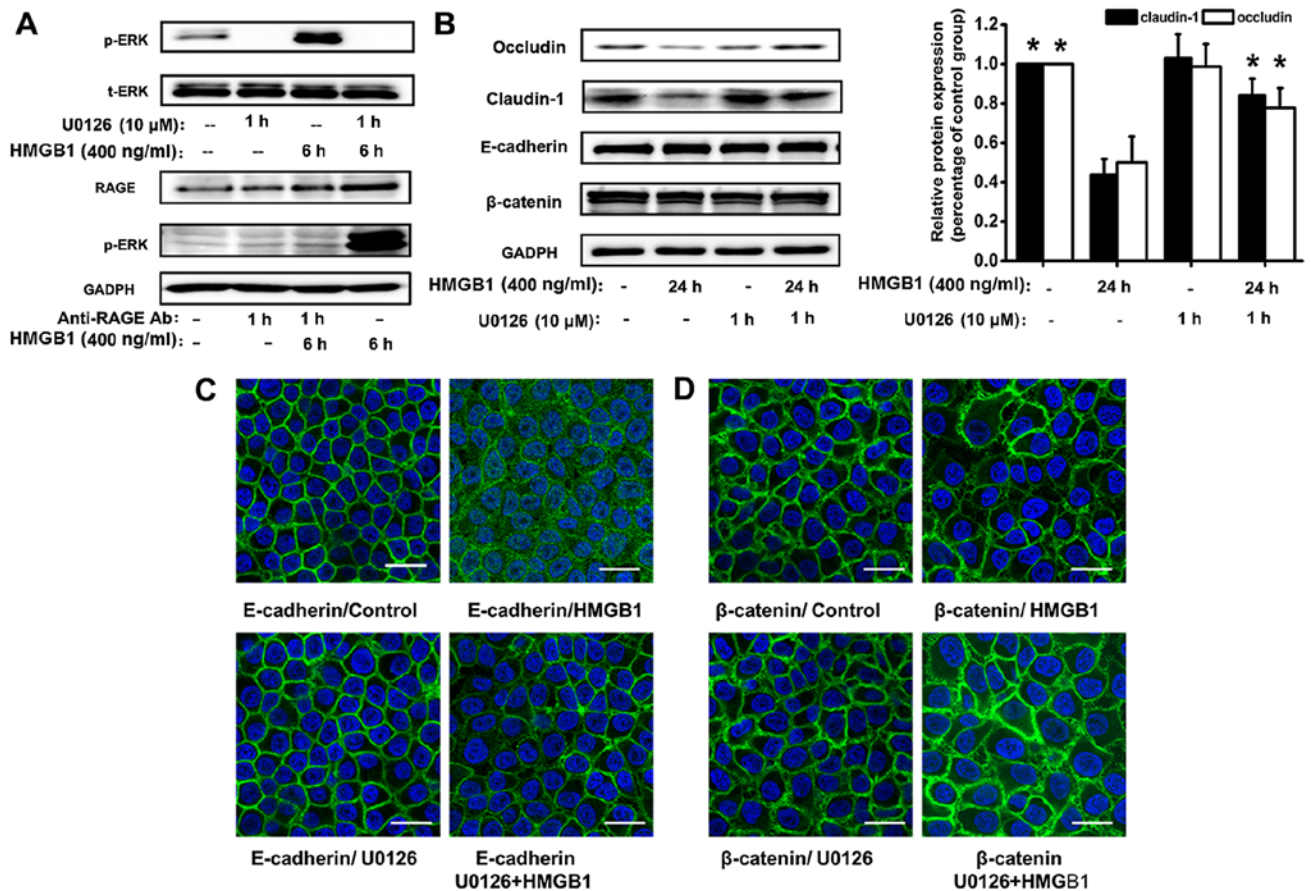 A
p-ERK
t-ERK
U0126 (10 μM): -- 1 h -- 1 h
HMGB1 (400 ng/ml): -- -- 6 h 6 h
RAGE
p-ERK
GADPH
Anti-RAGE Ab: – 1 h 1 h –
HMGB1 (400 ng/ml): – – 6 h 6 h
B
Occludin
Claudin-1
E-cadherin
β-catenin
GADPH
HMGB1 (400 ng/ml): - 24 h - 24 h
U0126 (10 μM): - - 1 h 1 h
claudin-1 occludin
Relative protein expression
(percentage of control group)
1.2
1.0
0.8
0.6
0.4
0.2
0.0
* * * *
HMGB1 (400 ng/ml): - 24 h - 24 h
U0126 (10 μM): - - 1 h 1 h
C
E-cadherin/Control E-cadherin/HMGB1
E-cadherin/ U0126 E-cadherin
U0126+HMGB1
D
β-catenin/ Control β-catenin/ HMGB1
β-catenin/ U0126 β-catenin
U0126+HMGB1